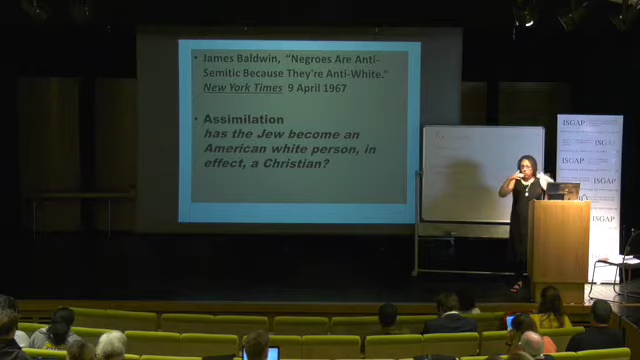 • James Baldwin, "Negroes Are Anti-
Semitic Because They're Anti-White."
New York Times 9 April 1967
• Assimilation
has the Jew become an
American white person, in
effect, a Christian?
ISGAP
ISGAP
ISGAP
ISGAP
ISGAP